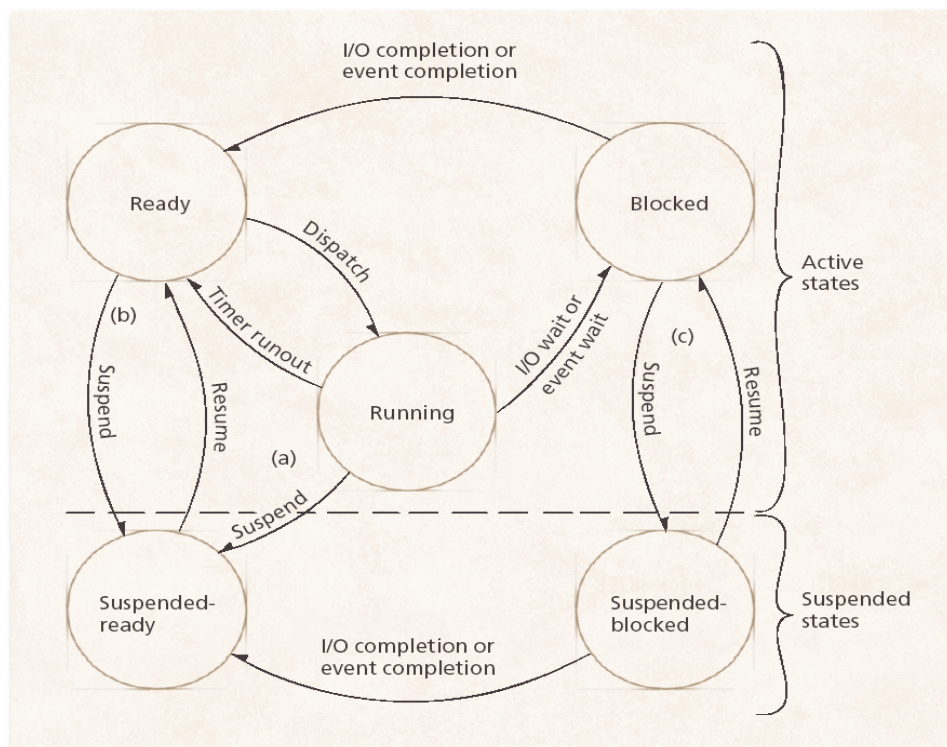 I/O completion or
event completion
Ready
Blocked
Dispatch
Active
states
(b)
Timer runout
I/O wait or
event wait
(c)
Suspend
Resume
Running
Suspend
Resume
(a)
Suspend
Suspended-
ready
Suspended-
blocked
Suspended
states
I/O completion or
event completion